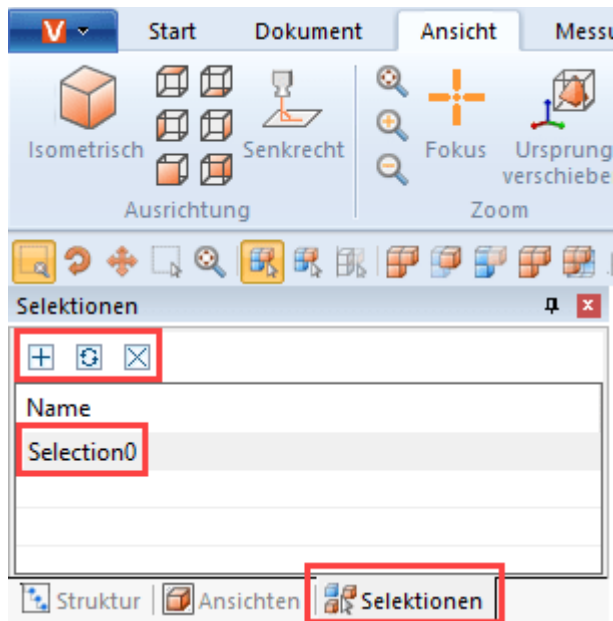 V
Start Dokument Ansicht Messu
Isometrisch Senkrecht Fokus Ursprung
verschiebe
Ausrichtung Zoom
Selektionen
Name
Selection0
Struktur Ansichten Selektionen